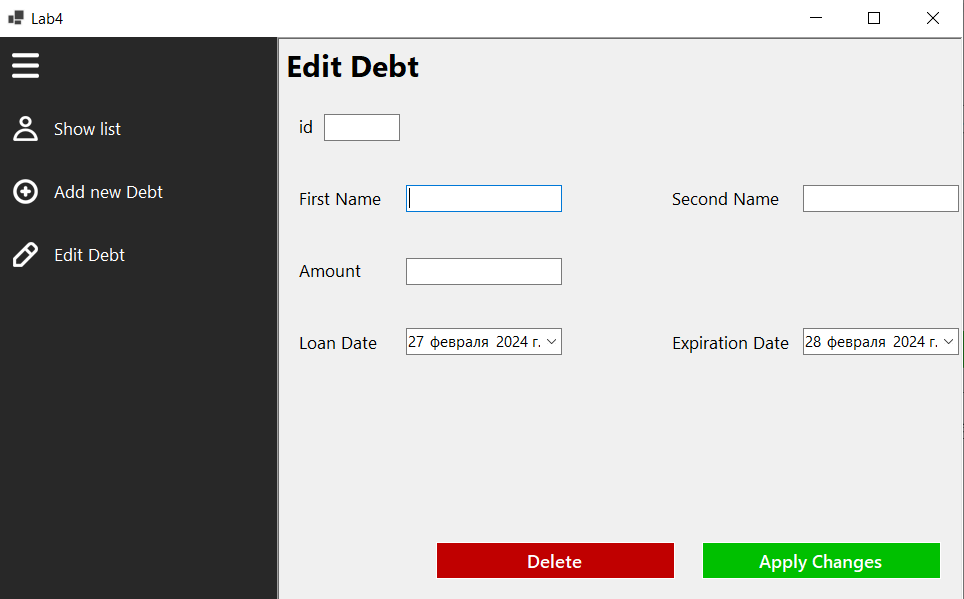 Lab4
Edit Debt
Show list
Add new Debt
Edit Debt
id
First Name
Second Name
Amount
Loan Date 27 февраля 2024 г.
Expiration Date 28 февраля 2024 г.
Delete
Apply Changes